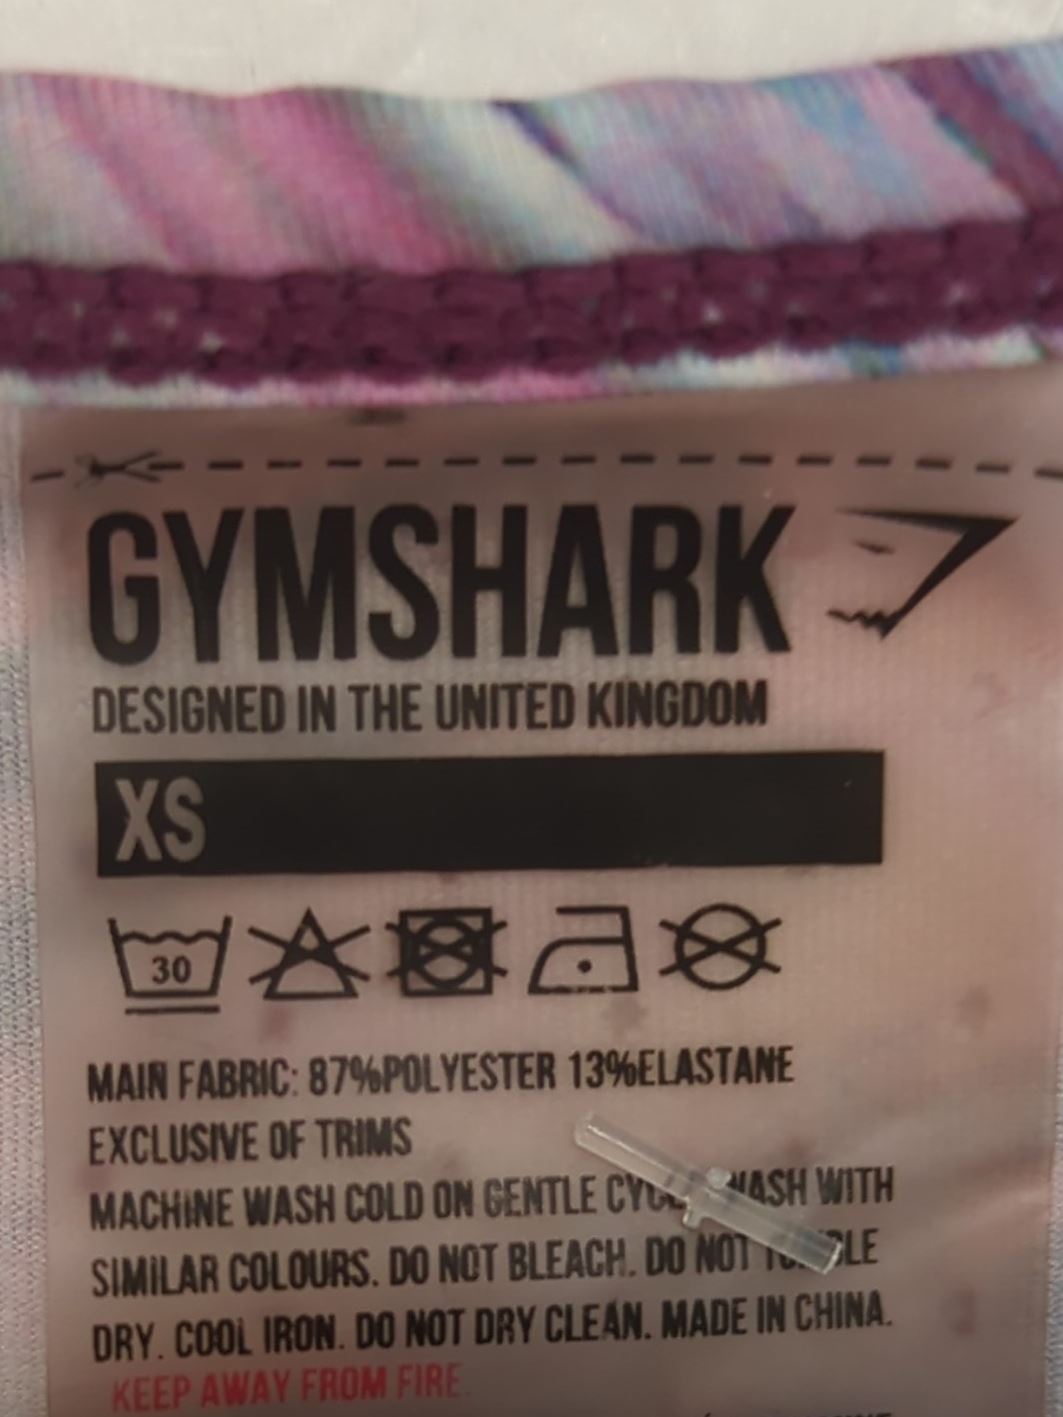 GYMSHARK
DESIGNED IN THE UNITED KINGDOM
XS
30
MAIN FABRIC: 87%POLYESTER 13%ELASTANE
EXCLUSIVE OF TRIMS
MACHINE WASH COLD ON GENTLE WASH WITH
SIMILAR COLOURS. DO NOT BLEACH. DO NOT
DRY. COOL IRON. DO NOT DRY CLEAN. MADE IN CHINA.
KEEP AWAY FROM FIRE.